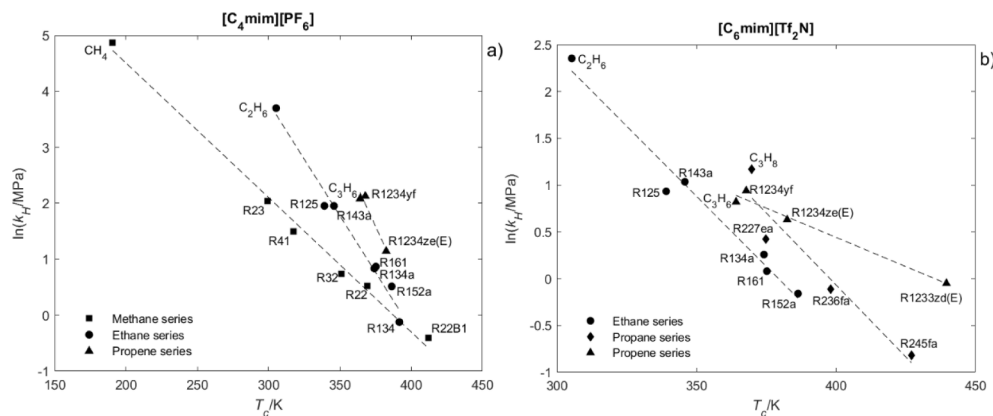 [C4mim][PF6]
a)
ln(kH/MPa)
5
4
3
2
1
0
-1
150
200
250
300
350
400
450
Tc/K
CH4
C2H6
R23
R125
C3H6
R1234yf
R143a
R41
R1234ze(E)
R32
R161
R134a
R22
R152a
R134
R22B1
Methane series
Ethane series
Propene series
[C6mim][Tf2N]
b)
ln(kH/MPa)
2.5
2
1.5
1
0.5
0
-0.5
-1
300
350
400
450
Tc/K
C2H6
R143a
C3H8
R125
R1234yf
C3H6
R1234ze(E)
R227ea
R134a
R161
R152a
R236fa
R1233zd(E)
R245fa
Ethane series
Propane series
Propene series